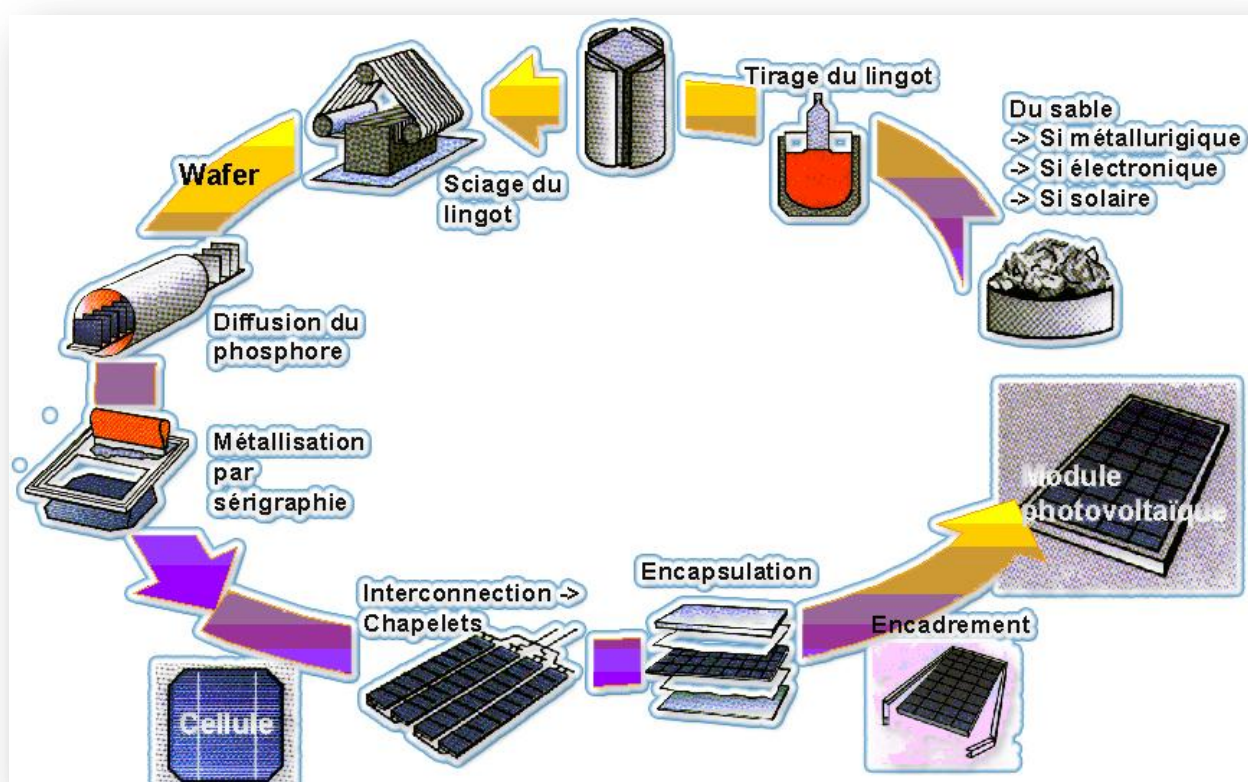 Du sable
-> Si métallurigique
-> Si électronique
-> Si solaire
Tirage du lingot
Sciage du
lingot
Wafer
Diffusion du
phosphore
Métallisation
par
sérigraphie
Cellule
Interconnection ->
Chapelets
Encapsulation
Encadrement
Module
photovoltaïque